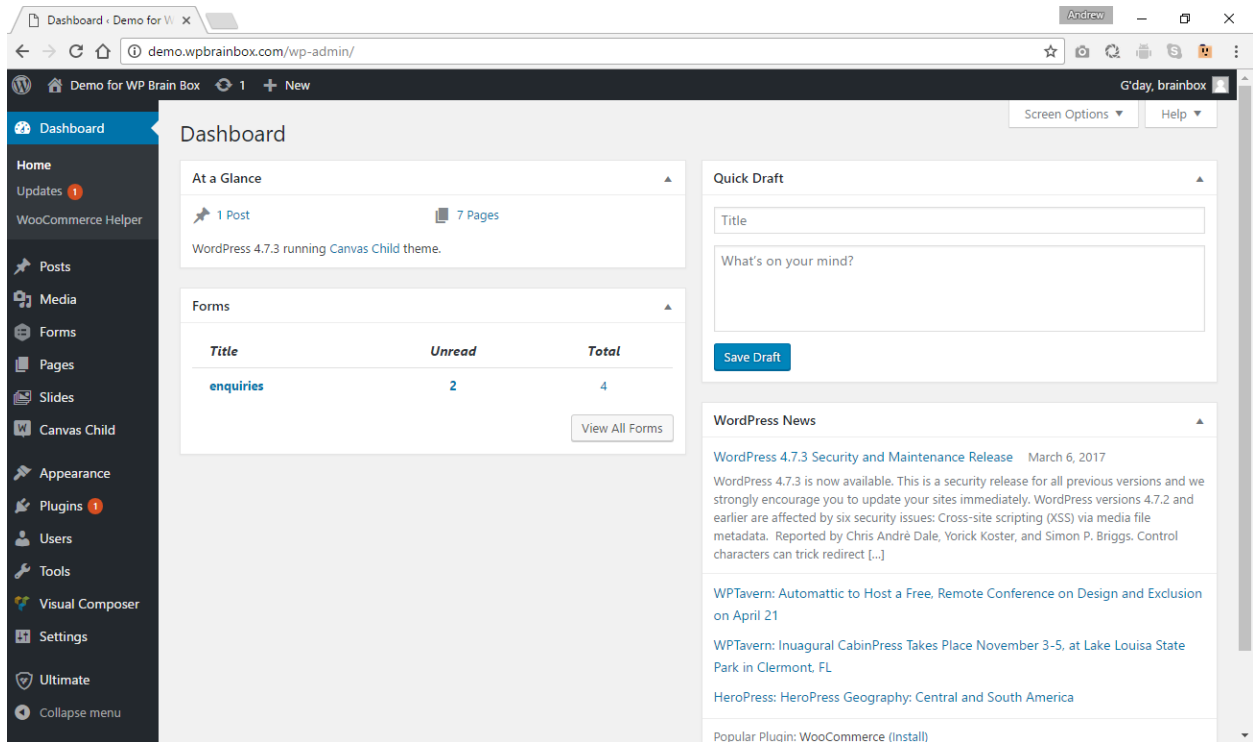 Dashboard ‹ Demo for W
Andrew
demo.wpbrainbox.com/wp-admin/
Demo for WP Brain Box 1 New
G'day, brainbox
Dashboard
Home
Updates 1
WooCommerce Helper
Posts
Media
Forms
Pages
Slides
Canvas Child
Appearance
Plugins 1
Users
Tools
Visual Composer
Settings
Ultimate
Collapse menu
Screen Options
Help
Dashboard
At a Glance
1 Post
7 Pages
WordPress 4.7.3 running Canvas Child theme.
Forms
Title Unread Total
enquiries 2 4
View All Forms
Quick Draft
Title
What's on your mind?
Save Draft
WordPress News
WordPress 4.7.3 Security and Maintenance Release March 6, 2017
WordPress 4.7.3 is now available. This is a security release for all previous versions and we
strongly encourage you to update your sites immediately. WordPress versions 4.7.2 and
earlier are affected by six security issues: Cross-site scripting (XSS) via media file
metadata. Reported by Chris Andrè Dale, Yorick Koster, and Simon P. Briggs. Control
characters can trick redirect [...]
WPTavern: Automattic to Host a Free, Remote Conference on Design and Exclusion
on April 21
WPTavern: Inuagural CabinPress Takes Place November 3-5, at Lake Louisa State
Park in Clermont, FL
HeroPress: HeroPress Geography: Central and South America
Popular Plugin: WooCommerce (Install)